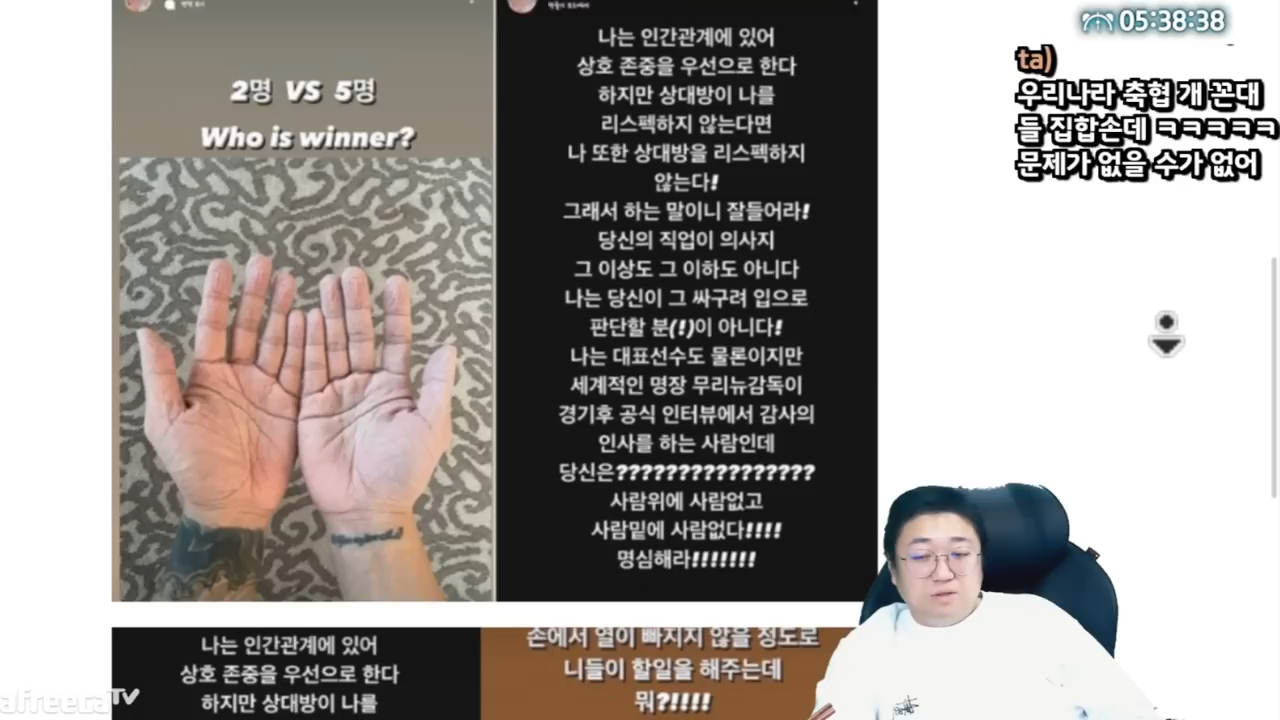 2명 VS 5명
Who is winner?
나는 인간관계에 있어
상호 존중을 우선으로 한다
하지만 상대방이 나를
리스펙하지 않는다면
나 또한 상대방을 리스펙하지
않는다!
그래서 하는 말이니 잘들어라!
당신의 직업이 의사지
그 이상도 그 이하도 아니다
나는 당신이 그 싸구려 입으로
판단할 분(!)이 아니다!
나는 대표선수도 물론이지만
세계적인 명장 무리뉴감독이
경기후 공식 인터뷰에서 감사의
인사를 하는 사람인데
당신은????????????????
사람위에 사람없고
사람밑에 사람없다!!!!
명심해라!!!!!!!
나는 인간관계에 있어
상호 존중을 우선으로 한다
하지만 상대방이 나를
손에서 열이 빠지지 않을 정도로
니들이 할일을 해주는데
뭐?!!!!
05:38:38
ta)
우리나라 축협 개 꼰대
들 집합손데 ㅋㅋㅋㅋㅋ
문제가 없을 수가 없어
afreecaTV